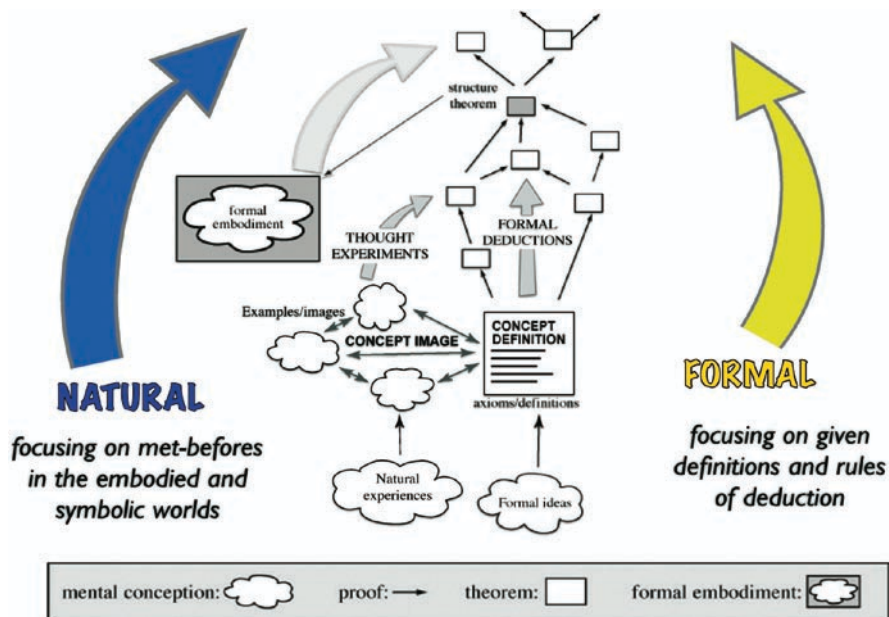 structure
theorem
formal
embodiment
THOUGHT
EXPERIMENTS
FORMAL
DEDUCTIONS
Examples/images
CONCEPT IMAGE
CONCEPT
DEFINITION
axioms/definitions
NATURAL
focusing on met-befores
in the embodied and
symbolic worlds
FORMAL
focusing on given
definitions and rules
of deduction
Natural
experiences
Formal ideas
mental conception: proof: theorem: formal embodiment: